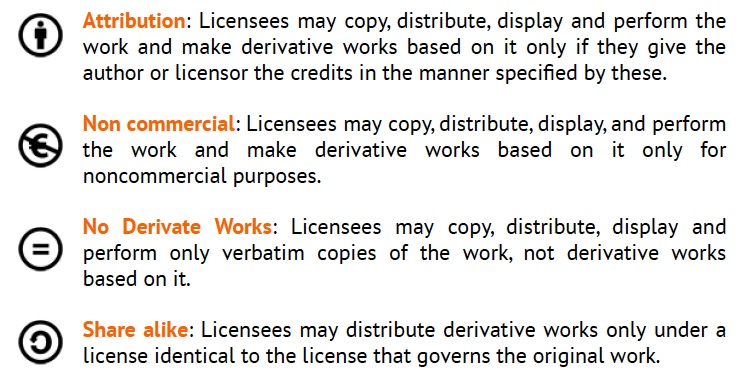 Attribution: Licensees may copy, distribute, display and perform the
work and make derivative works based on it only if they give the
author or licensor the credits in the manner specified by these.
Non commercial: Licensees may copy, distribute, display, and perform
the work and make derivative works based on it only for
noncommercial purposes.
No Derivate Works: Licensees may copy, distribute, display and
perform only verbatim copies of the work, not derivative works
based on it.
Share alike: Licensees may distribute derivative works only under a
license identical to the license that governs the original work.